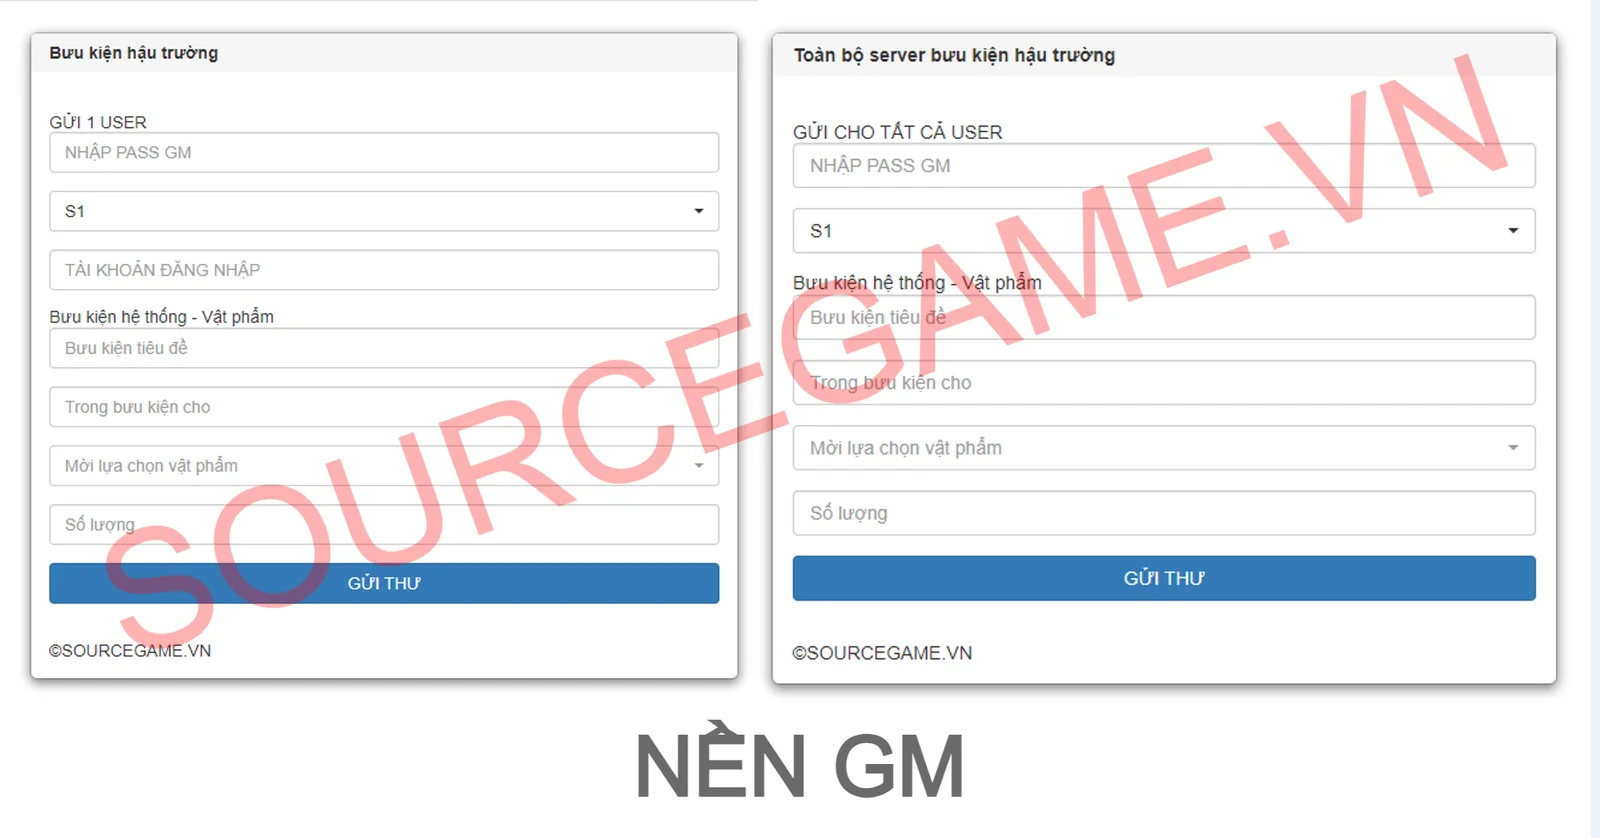 Bưu kiện hậu trường
GỬI 1 USER
NHẬP PASS GM
S1
TÀI KHOẢN ĐĂNG NHẬP
Bưu kiện hệ thống - Vật phẩm
Bưu kiện tiêu đề
Trong bưu kiện cho
Mời lựa chọn vật phẩm
Số lượng
GỬI THƯ
©SOURCEGAME.VN
Toàn bộ server bưu kiện hậu trường
GỬI CHO TẤT CẢ USER
NHẬP PASS GM
S1
Bưu kiện hệ thống - Vật phẩm
Bưu kiện tiêu đề
Trong bưu kiện cho
Mời lựa chọn vật phẩm
Số lượng
GỬI THƯ
©SOURCEGAME.VN
SOURCEGAME.VN
NỀN GM